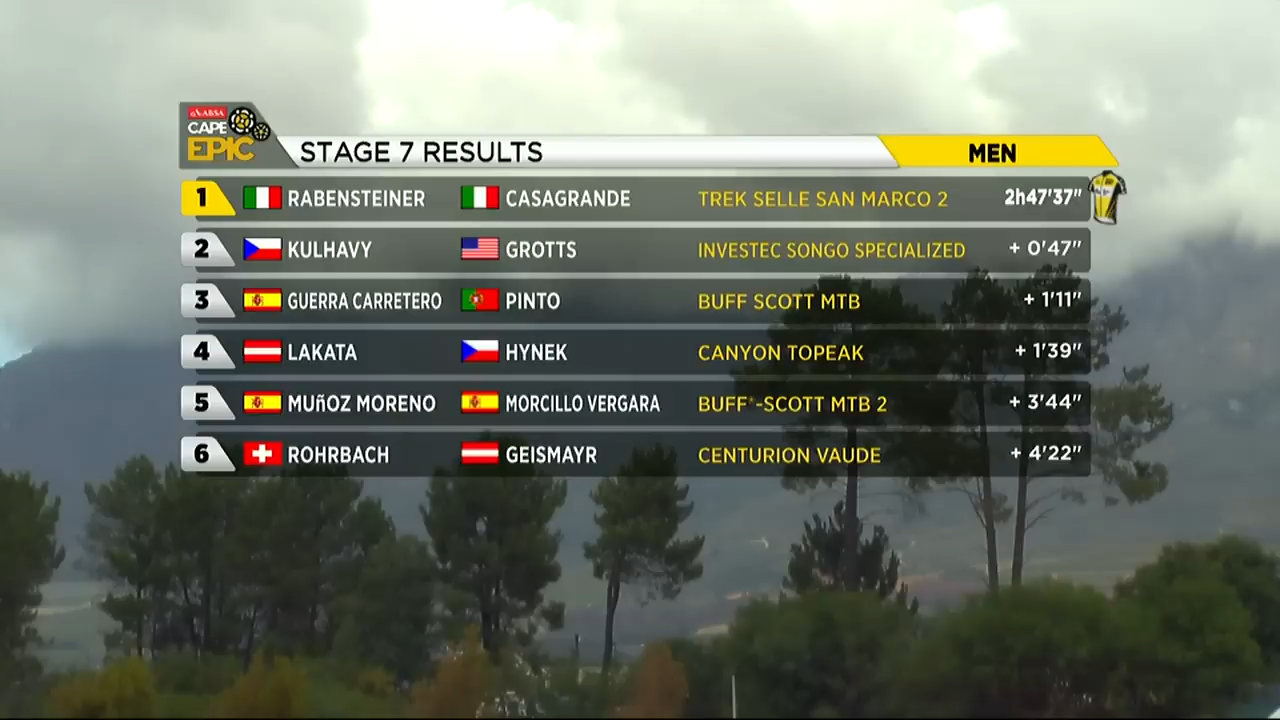 ABSA
CAPE
EPIC
STAGE 7 RESULTS MEN
1 RABENSTEINER CASAGRANDE TREK SELLE SAN MARCO 2 2h47'37"
2 KULHAVY GROTTS INVESTEC SONGO SPECIALIZED + 0'47"
3 GUERRA CARRETERO PINTO BUFF SCOTT MTB + 1'11"
4 LAKATA HYNEK CANYON TOPEAK + 1'39"
5 MUñOZ MORENO MORCILLO VERGARA BUFF®-SCOTT MTB 2 + 3'44"
6 ROHRBACH GEISMAYR CENTURION VAUDE + 4'22"